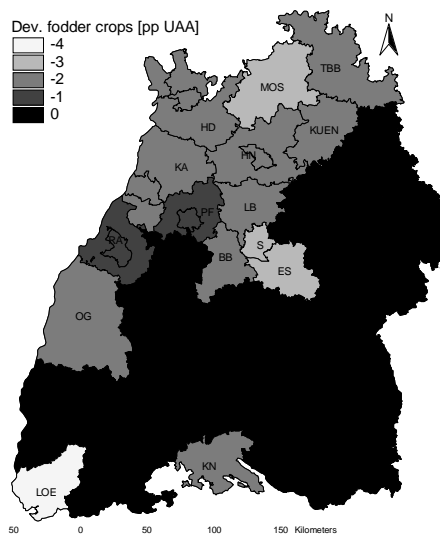 Dev. fodder crops [pp UAA]
-4
-3
-2
-1
0
N
TBB
MOS
HD
KUEN
HN
KA
PF
LB
RA
S
BB
ES
OG
KN
LOE
50 0 50 100 150 Kilometers